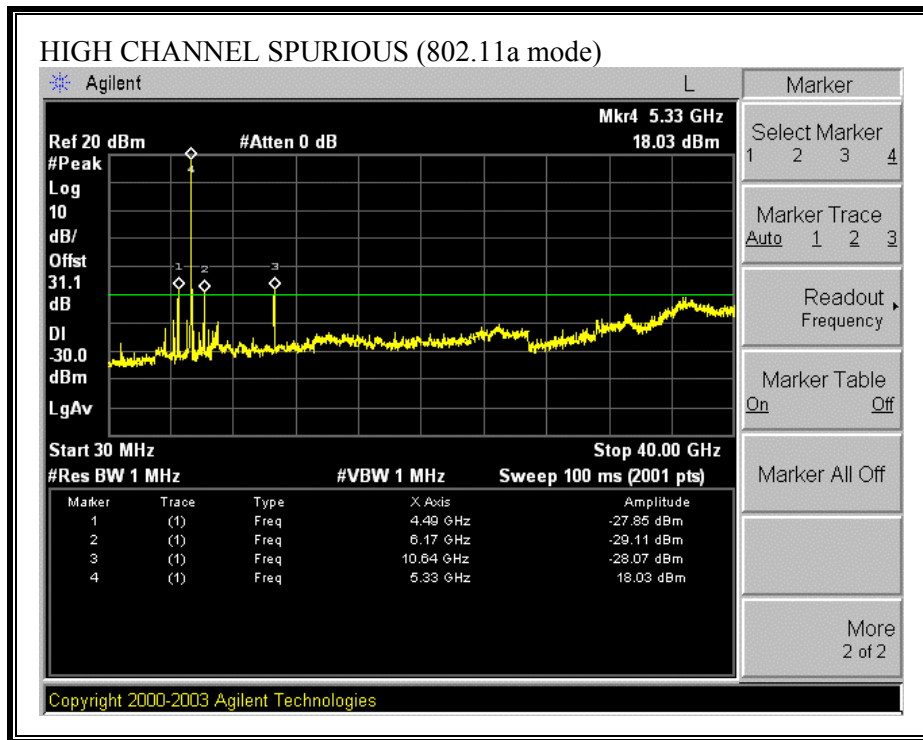 HIGH CHANNEL SPURIOUS (802.11a mode)
Agilent L
Mkr4 5.33 GHz
Ref 20 dBm #Atten 0 dB 18.03 dBm
#Peak
Log
10
dB/
Offst
31.1
dB
DI
-30.0
dBm
LgAv
4
1
2
3
Start 30 MHz Stop 40.00 GHz
#Res BW 1 MHz #VBW 1 MHz Sweep 100 ms (2001 pts)
Marker Trace Type X Axis Amplitude
1 (1) Freq 4.49 GHz -27.85 dBm
2 (1) Freq 6.17 GHz -29.11 dBm
3 (1) Freq 10.64 GHz -28.07 dBm
4 (1) Freq 5.33 GHz 18.03 dBm
Marker
Select Marker
1 2 3 4
Marker Trace
Auto 1 2 3
Readout
Frequency
Marker Table
On Off
Marker All Off
More
2 of 2
Copyright 2000-2003 Agilent Technologies